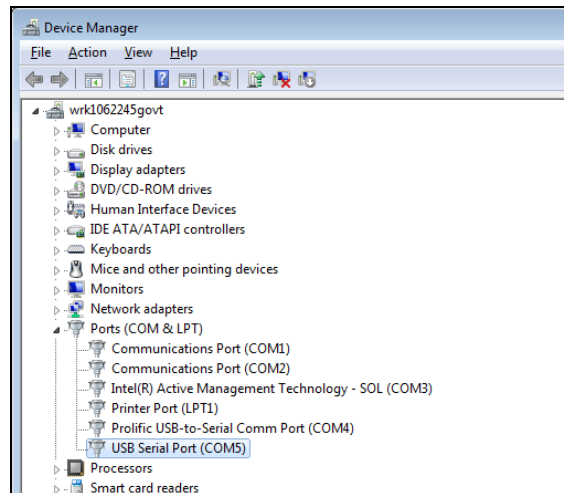 Device Manager
File Action View Help
wrk1062245govt
Computer
Disk drives
Display adapters
DVD/CD-ROM drives
Human Interface Devices
IDE ATA/ATAPI controllers
Keyboards
Mice and other pointing devices
Monitors
Network adapters
Ports (COM & LPT)
Communications Port (COM1)
Communications Port (COM2)
Intel(R) Active Management Technology - SOL (COM3)
Printer Port (LPT1)
Prolific USB-to-Serial Comm Port (COM4)
USB Serial Port (COM5)
Processors
Smart card readers